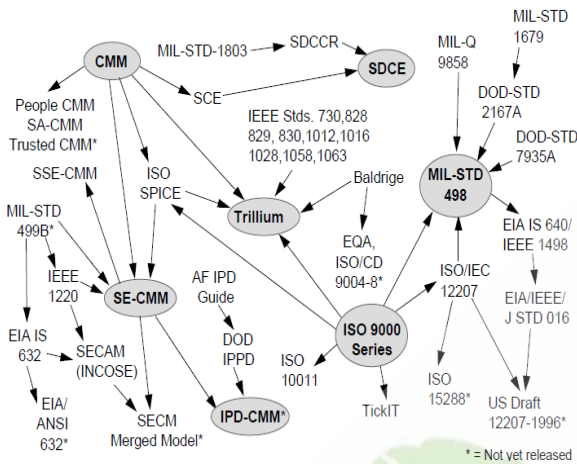 MIL-STD
1679
MIL-Q
9858
MIL-STD-1803
SDCCR
CMM
SDCE
SCE
DOD-STD
2167A
People CMM
SA-CMM
Trusted CMM*
IEEE Stds. 730,828
829, 830,1012,1016
1028,1058,1063
DOD-STD
7935A
SSE-CMM
ISO
SPICE
Baldrige
MIL-STD
498
MIL-STD
499B*
Trillium
EIA IS 640/
IEEE 1498
EQA,
ISO/CD
9004-8*
IEEE
1220
SE-CMM
AF IPD
Guide
ISO/IEC
12207
EIA/IEEE/
J STD 016
ISO 9000
Series
EIA IS
632
SECAM
(INCOSE)
DOD
IPPD
ISO
10011
ISO
15288*
US Draft
12207-1996*
EIA/
ANSI
632*
SECM
Merged Model*
IPD-CMM*
TickIT
* = Not yet released